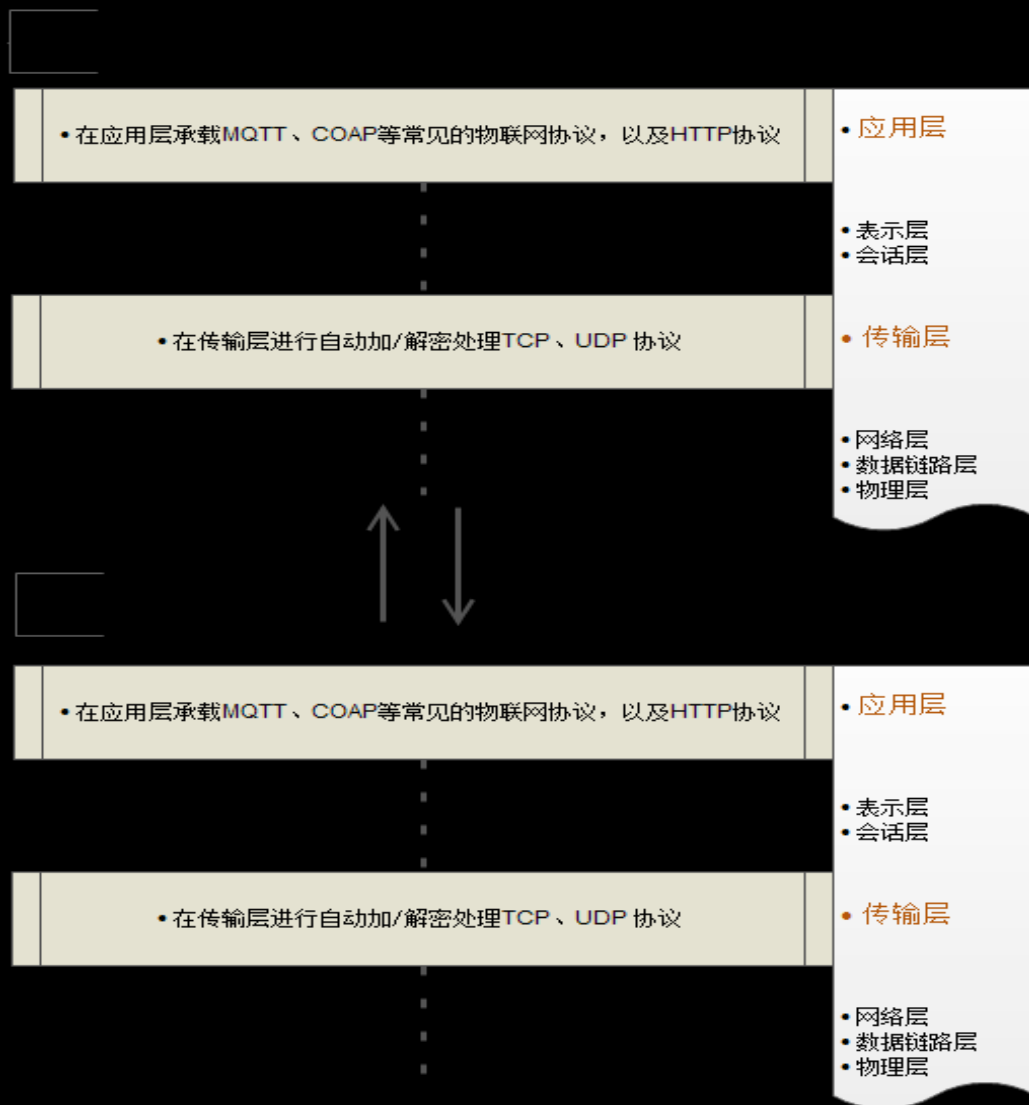 • 在应用层承载MQTT、COAP等常见的物联网协议，以及HTTP协议
• 应用层
• 表示层
• 会话层
• 在传输层进行自动加/解密处理TCP、UDP 协议
• 传输层
• 网络层
• 数据链路层
• 物理层
• 在应用层承载MQTT、COAP等常见的物联网协议，以及HTTP协议
• 应用层
• 表示层
• 会话层
• 在传输层进行自动加/解密处理TCP、UDP 协议
• 传输层
• 网络层
• 数据链路层
• 物理层